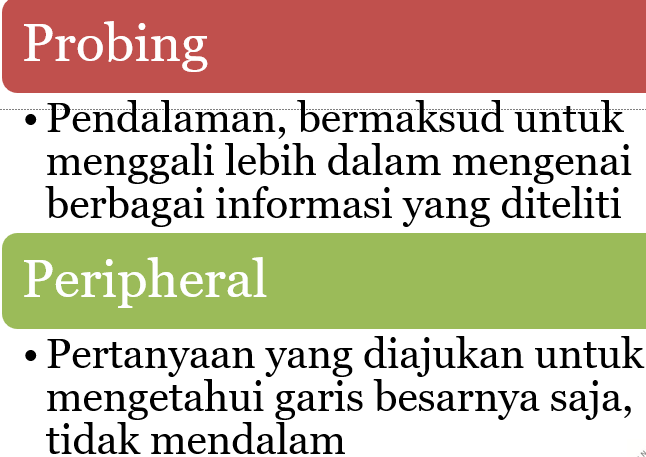 Probing
• Pendalaman, bermaksud untuk
menggali lebih dalam mengenai
berbagai informasi yang diteliti
Peripheral
• Pertanyaan yang diajukan untuk
mengetahui garis besarnya saja,
tidak mendalam